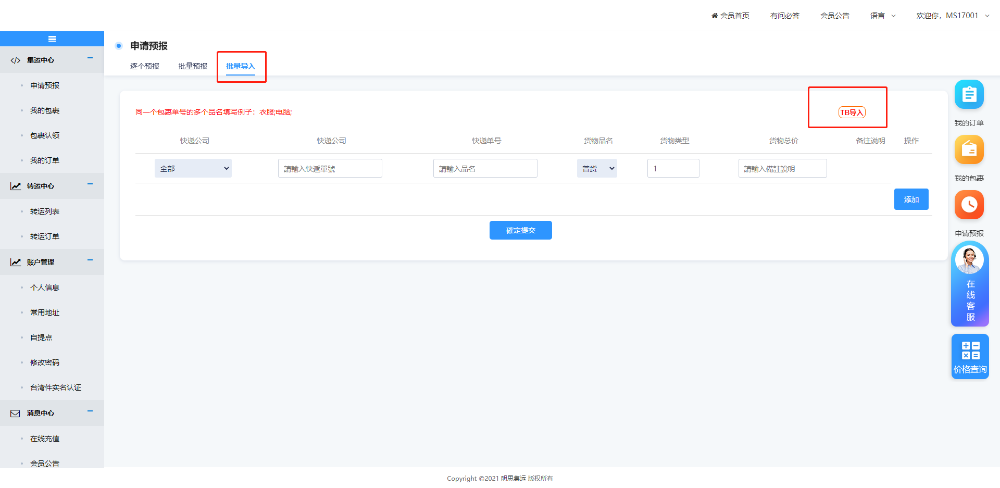 会员首页 有问必答 会员公告 语言 欢迎你，MS17001
集运中心
申请预报
我的包裹
包裹认领
我的订单
转运中心
转运列表
转运订单
账户管理
个人信息
常用地址
自提点
修改密码
台湾件实名认证
消息中心
在线充值
会员公告
申请预报
逐个预报 批量预报 批量导入
同一个包裹单号的多个品名填写例子：衣服;电脑;
TB导入
快递公司 快递公司 快递单号 货物品名 货物类型 货物总价 备注说明 操作
全部 請輸入快遞單號 請輸入品名 普货 1 請輸入備註說明
添加
確定提交
我的订单
我的包裹
申请预报
在
线
客
服
价格查询
Copyright ©2021 明思集运 版权所有